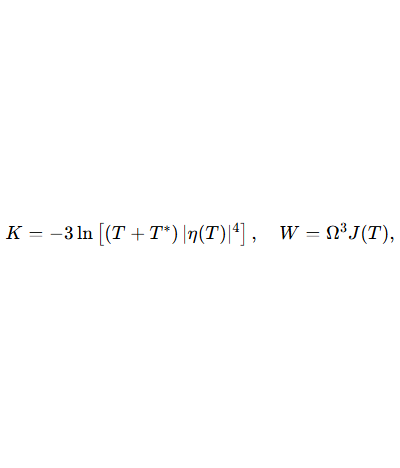 K = −3 ln [(T + T*) |η(T)|⁴] , W = Ω³J(T),